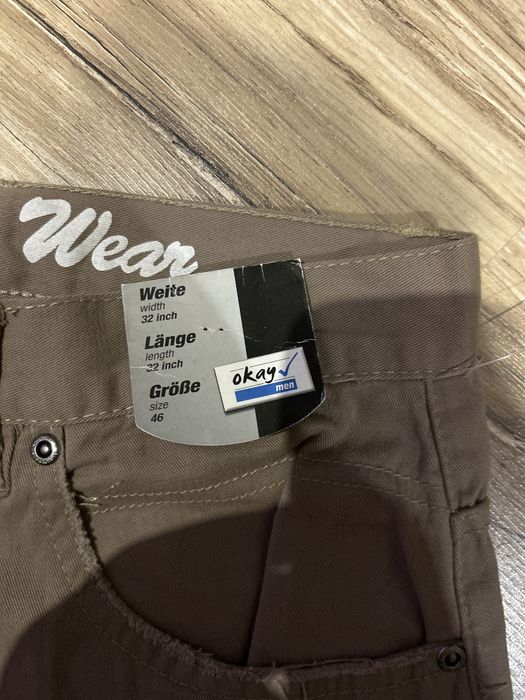 Wear
Weite
width
32 inch
Länge
length
32 inch
Größe
size
46
okay
men